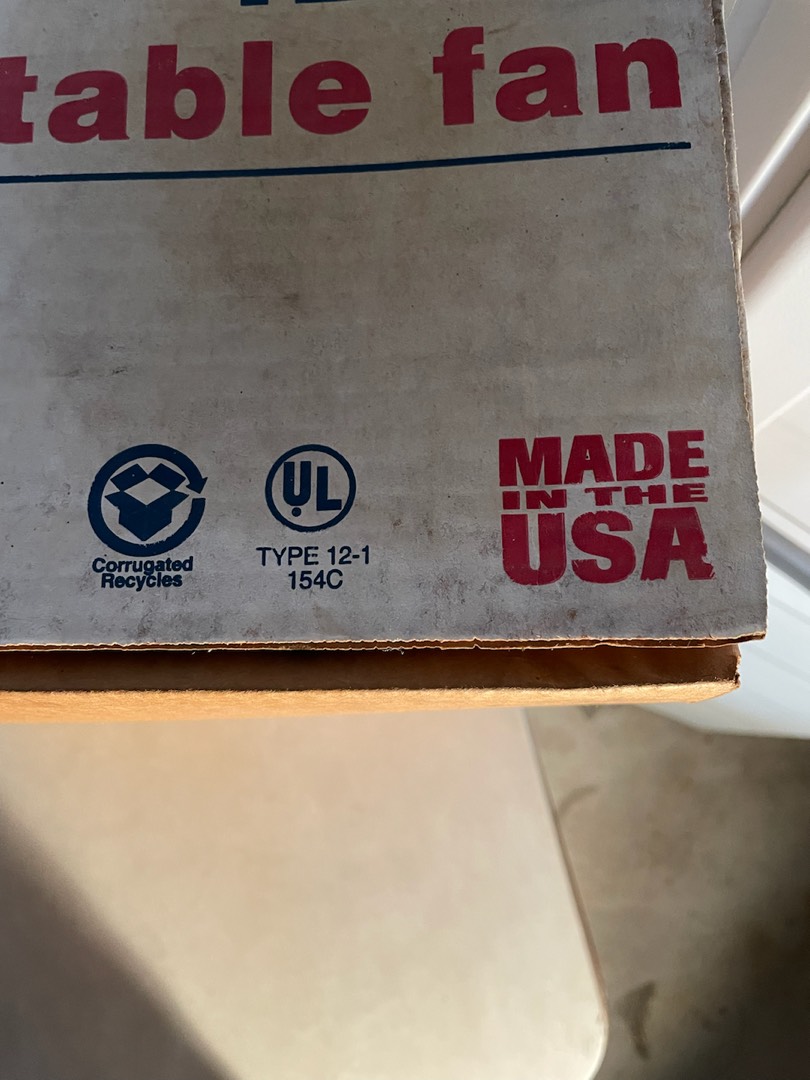 table fan
Corrugated
Recycles
UL
TYPE 12-1
154C
MADE
IN THE
USA